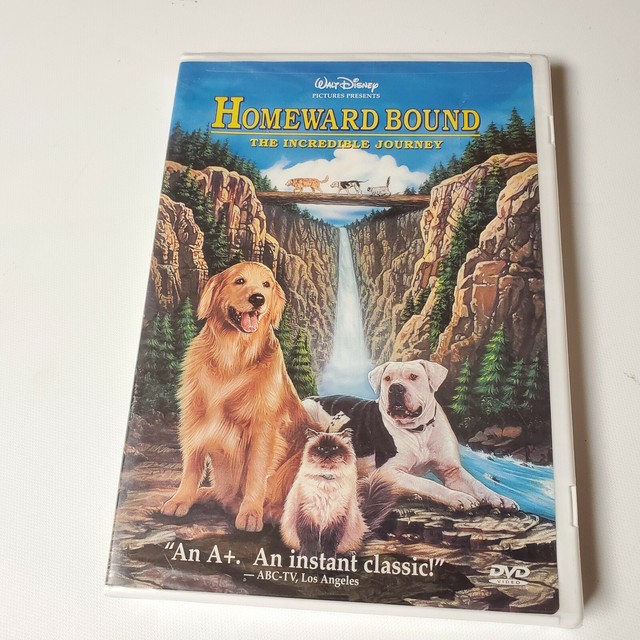 Walt Disney
PICTURES PRESENTS
HOMEWARD BOUND
THE INCREDIBLE JOURNEY
"An A+. An instant classic!"
— ABC-TV, Los Angeles
DVD
VIDEO